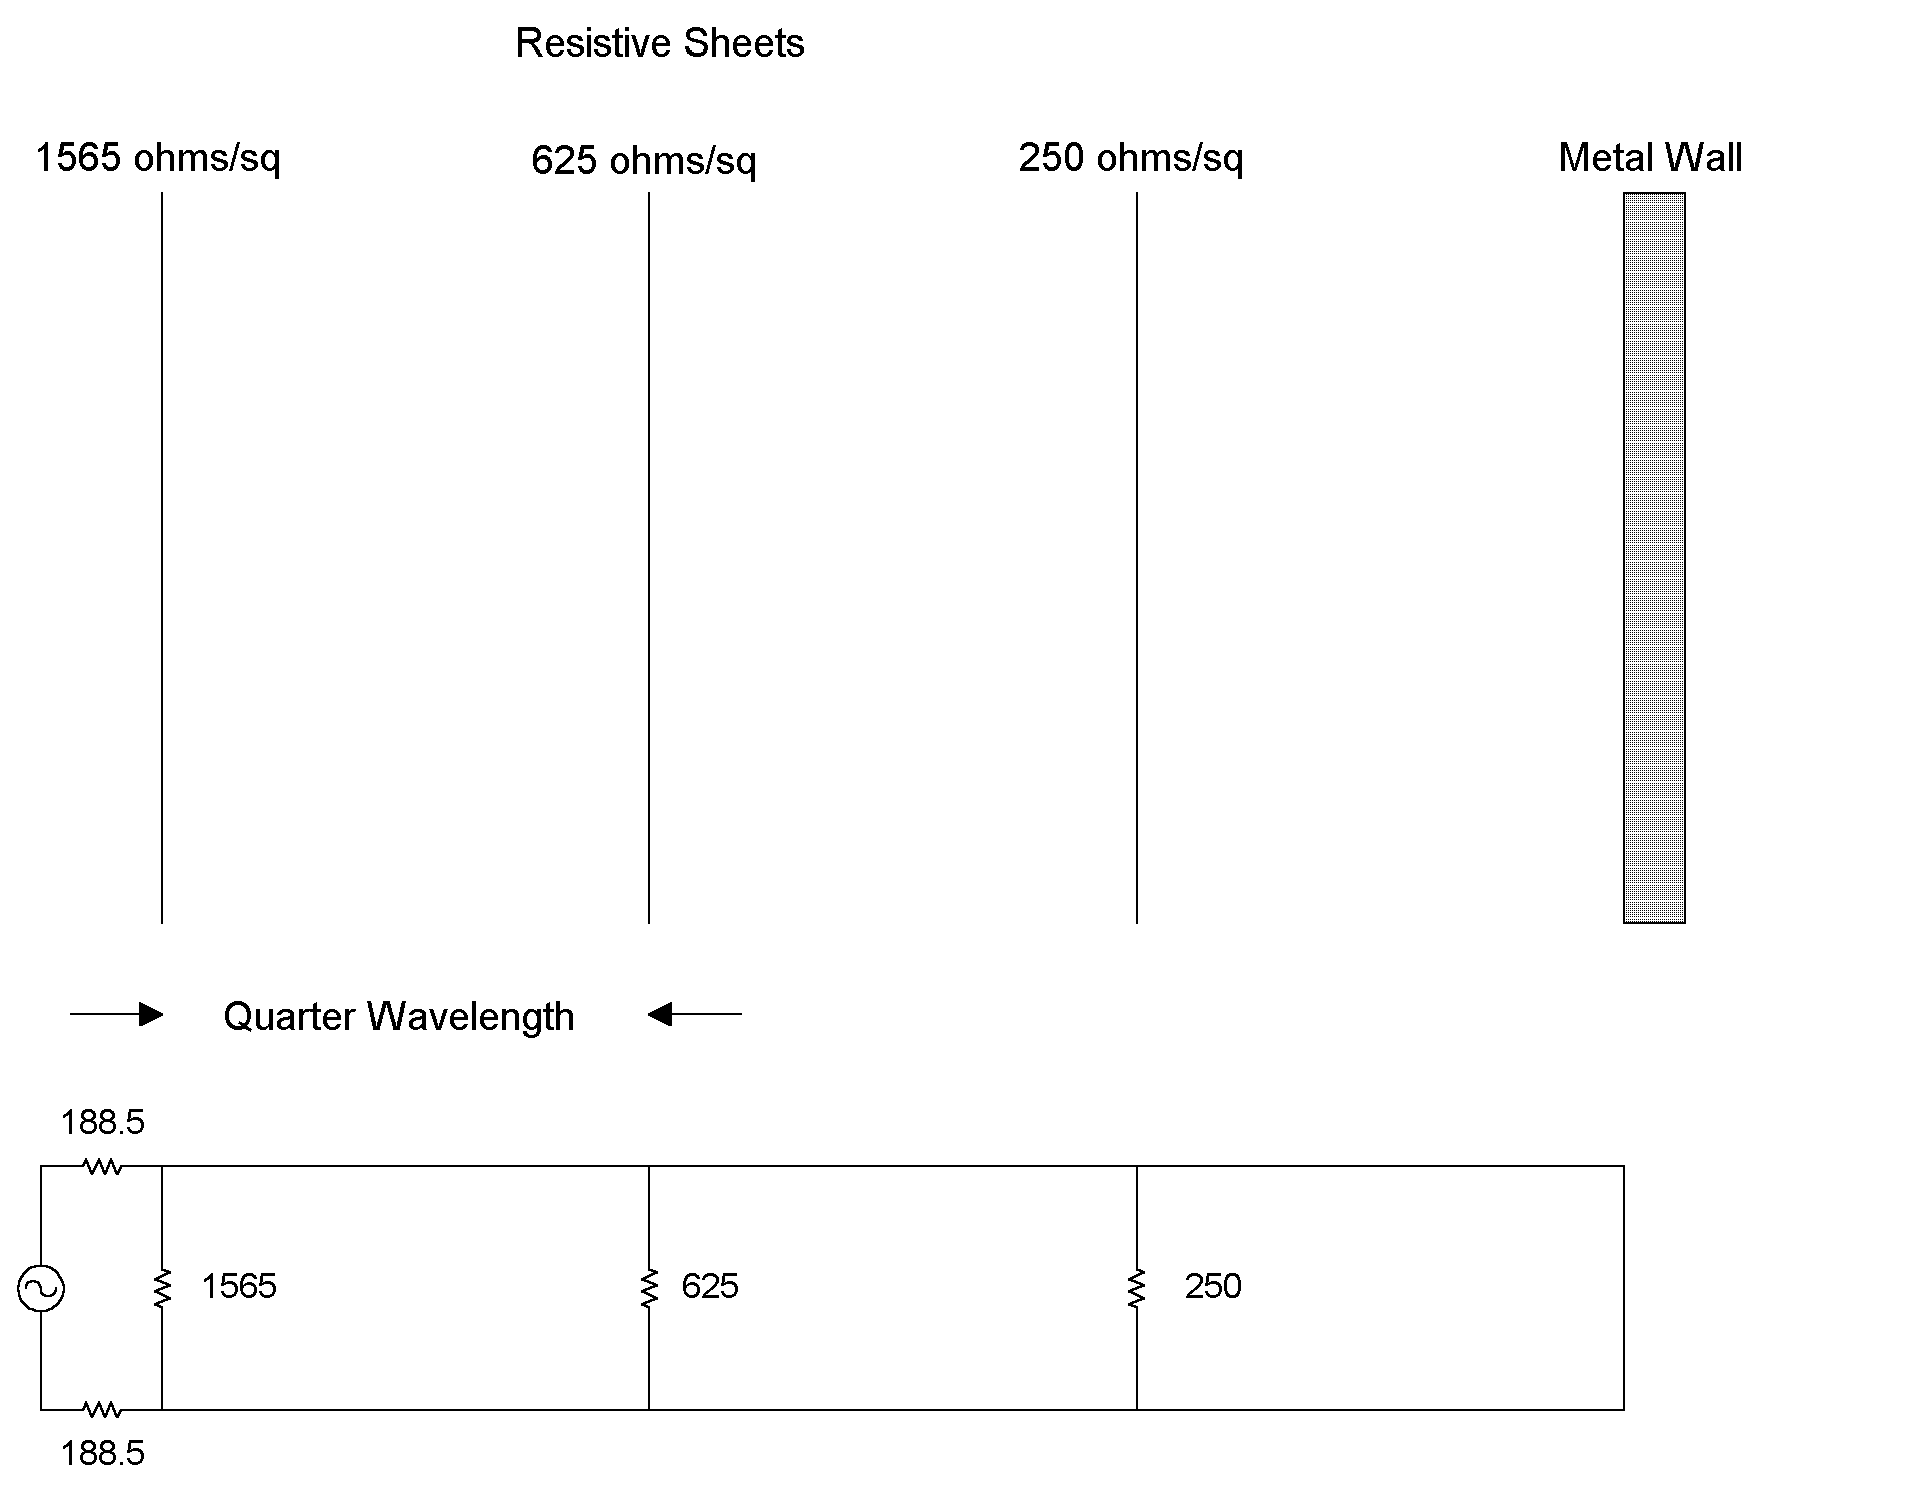 Resistive Sheets
1565 ohms/sq
625 ohms/sq
250 ohms/sq
Metal Wall
Quarter Wavelength
188.5
1565
625
250
188.5